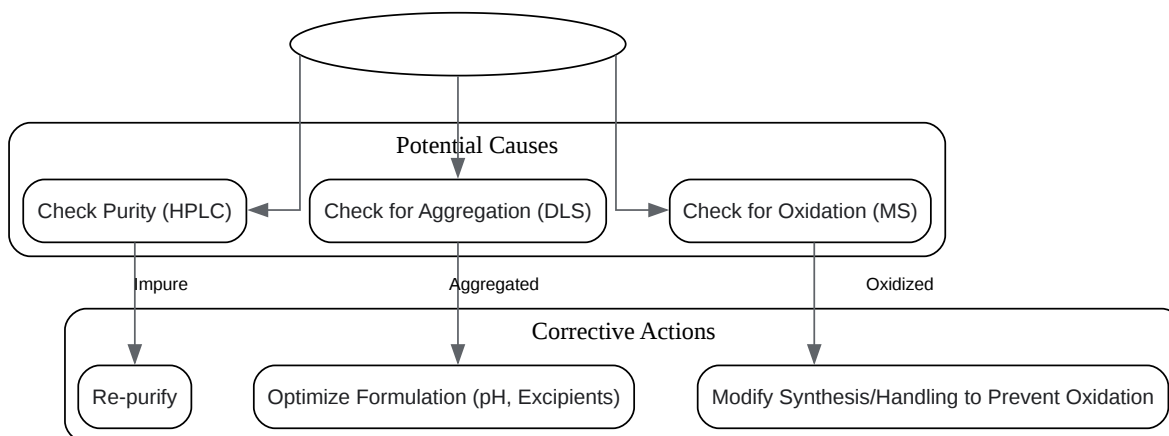 Potential Causes
Check Purity (HPLC)
Check for Aggregation (DLS)
Check for Oxidation (MS)
Impure
Aggregated
Oxidized
Corrective Actions
Re-purify
Optimize Formulation (pH, Excipients)
Modify Synthesis/Handling to Prevent Oxidation